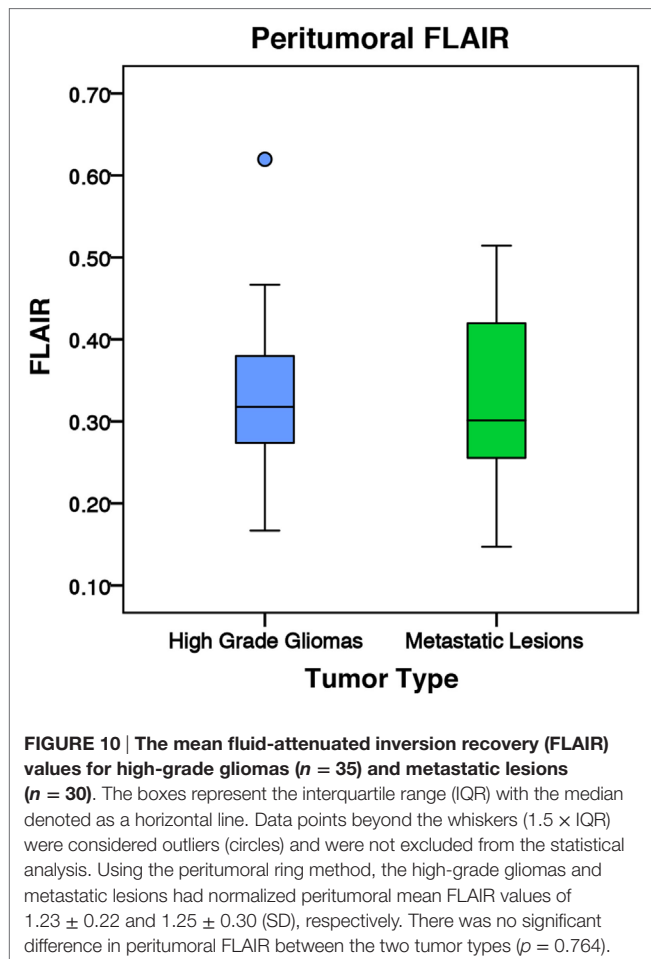 Peritumoral FLAIR
0.70
0.60
0.50
0.40
0.30
0.20
0.10
FLAIR
High Grade Gliomas Metastatic Lesions
Tumor Type
FIGURE 10 | The mean fluid-attenuated inversion recovery (FLAIR)
values for high-grade gliomas (n = 35) and metastatic lesions
(n = 30). The boxes represent the interquartile range (IQR) with the median
denoted as a horizontal line. Data points beyond the whiskers (1.5 × IQR)
were considered outliers (circles) and were not excluded from the statistical
analysis. Using the peritumoral ring method, the high-grade gliomas and
metastatic lesions had normalized peritumoral mean FLAIR values of
1.23 ± 0.22 and 1.25 ± 0.30 (SD), respectively. There was no significant
difference in peritumoral FLAIR between the two tumor types (p = 0.764).